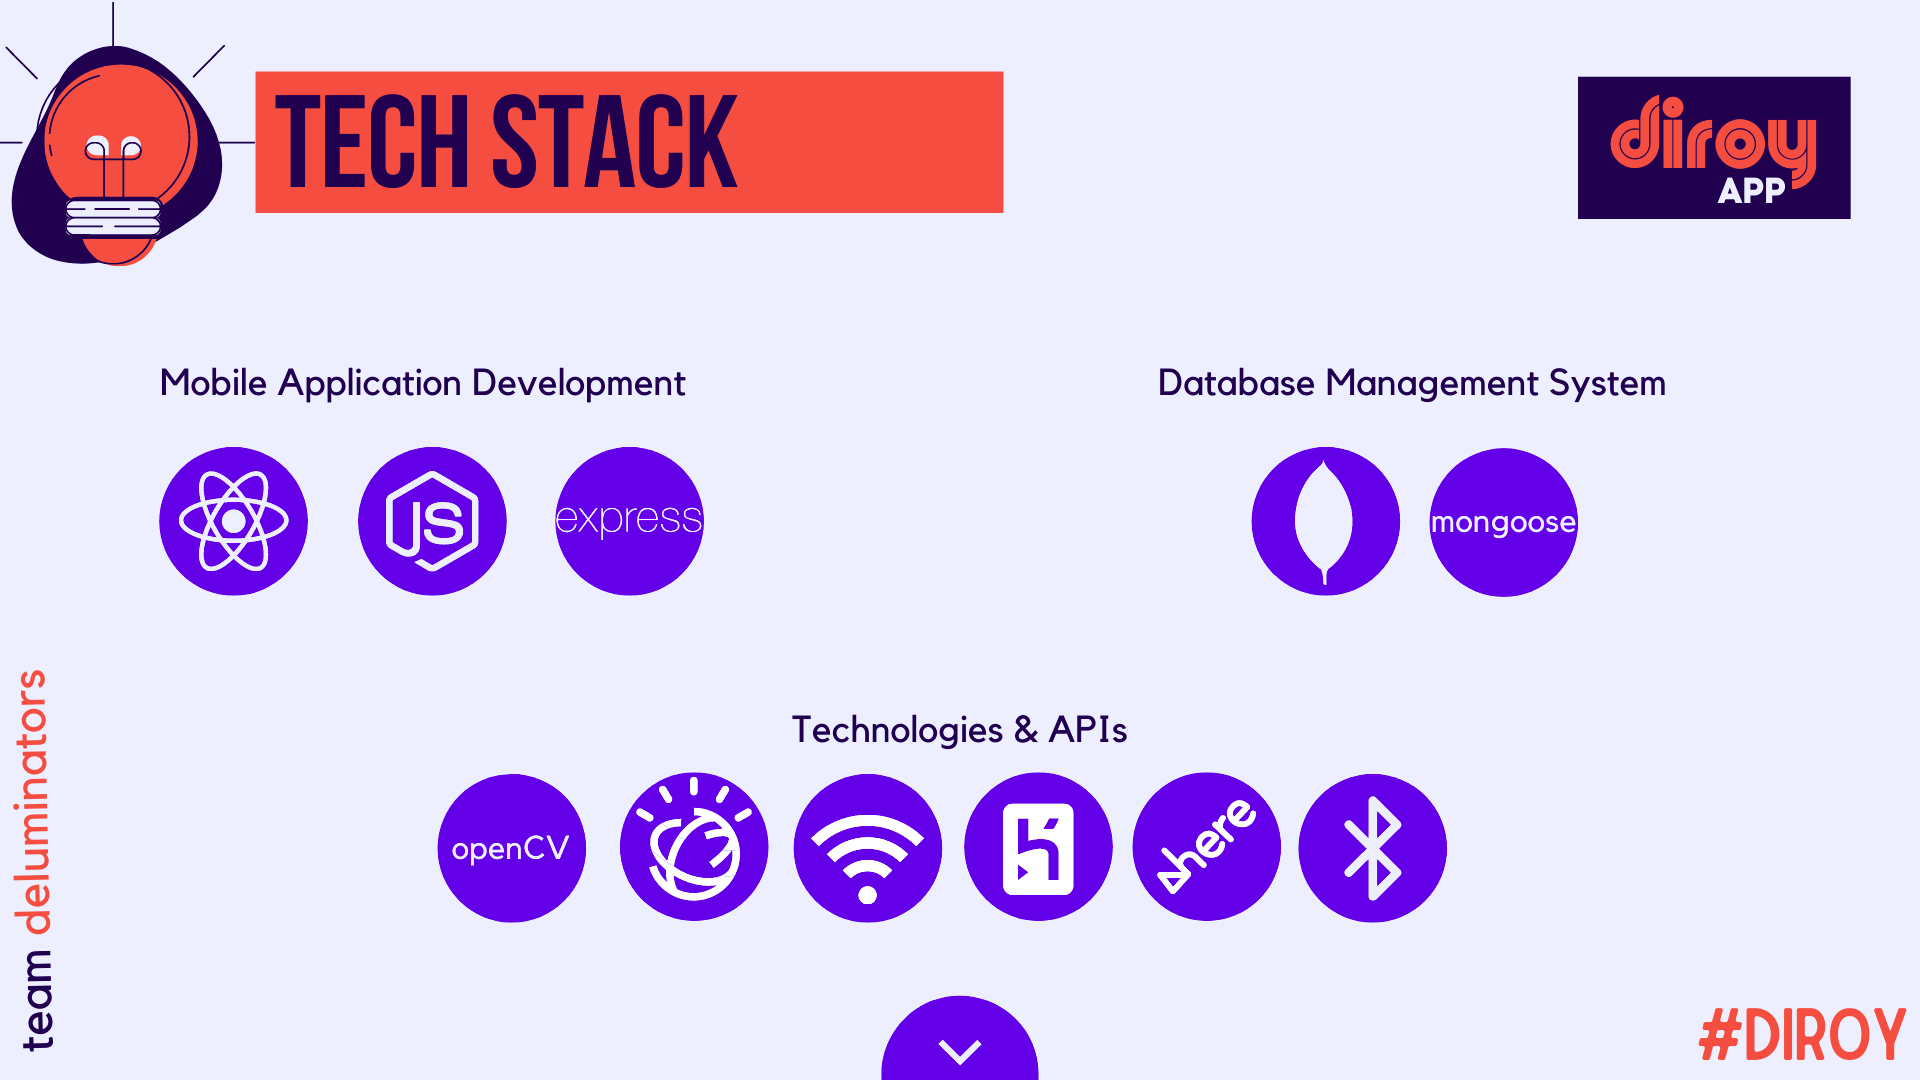 TECH STACK
diroy
APP
Mobile Application Development
Database Management System
JS
express
mongoose
Technologies & APIs
openCV
here
team deluminators
#DIROY